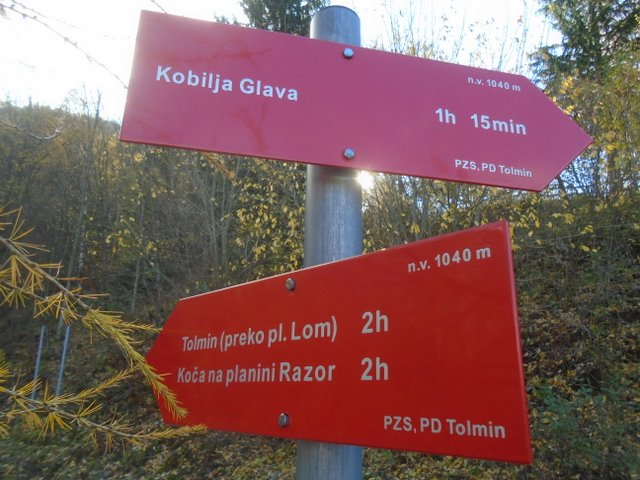 n.v. 1040 m
Kobilja Glava
1h 15min
PZS, PD Tolmin
n.v. 1040 m
Tolmin (preko pl. Lom) 2h
Koča na planini Razor 2h
PZS, PD Tolmin